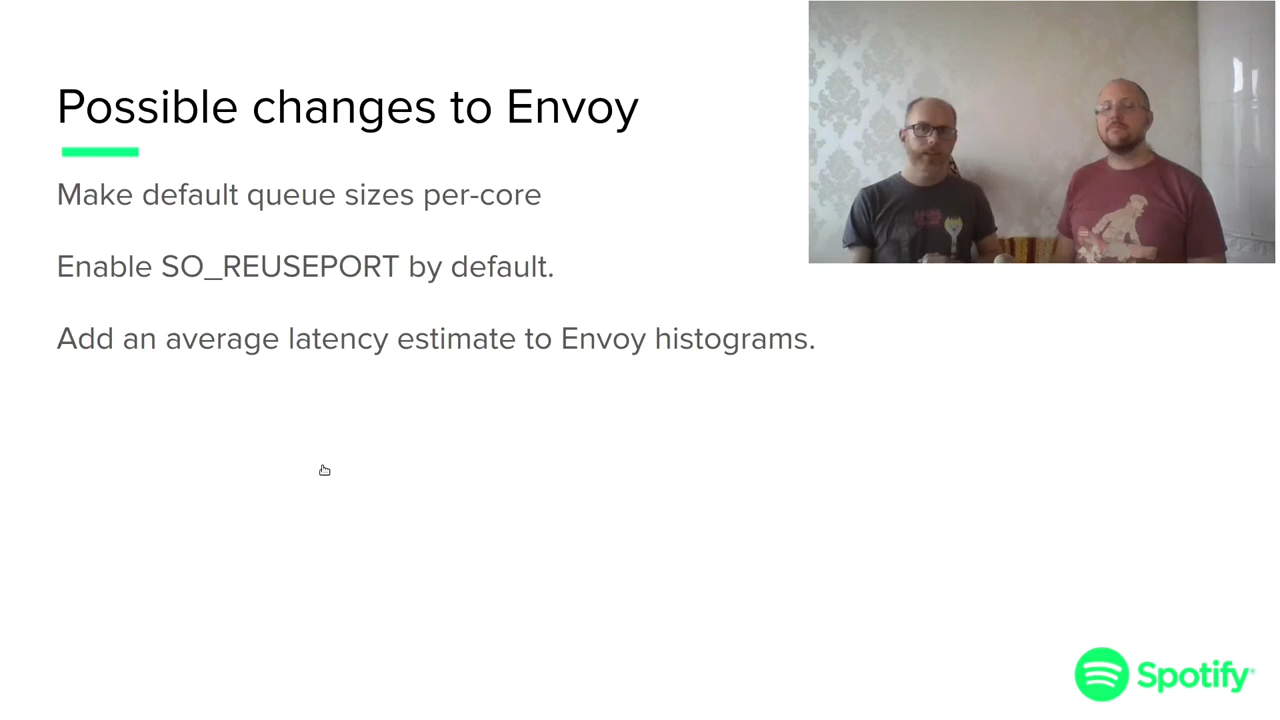 Possible changes to Envoy
Make default queue sizes per-core
Enable SO_REUSEPORT by default.
Add an average latency estimate to Envoy histograms.
Spotify